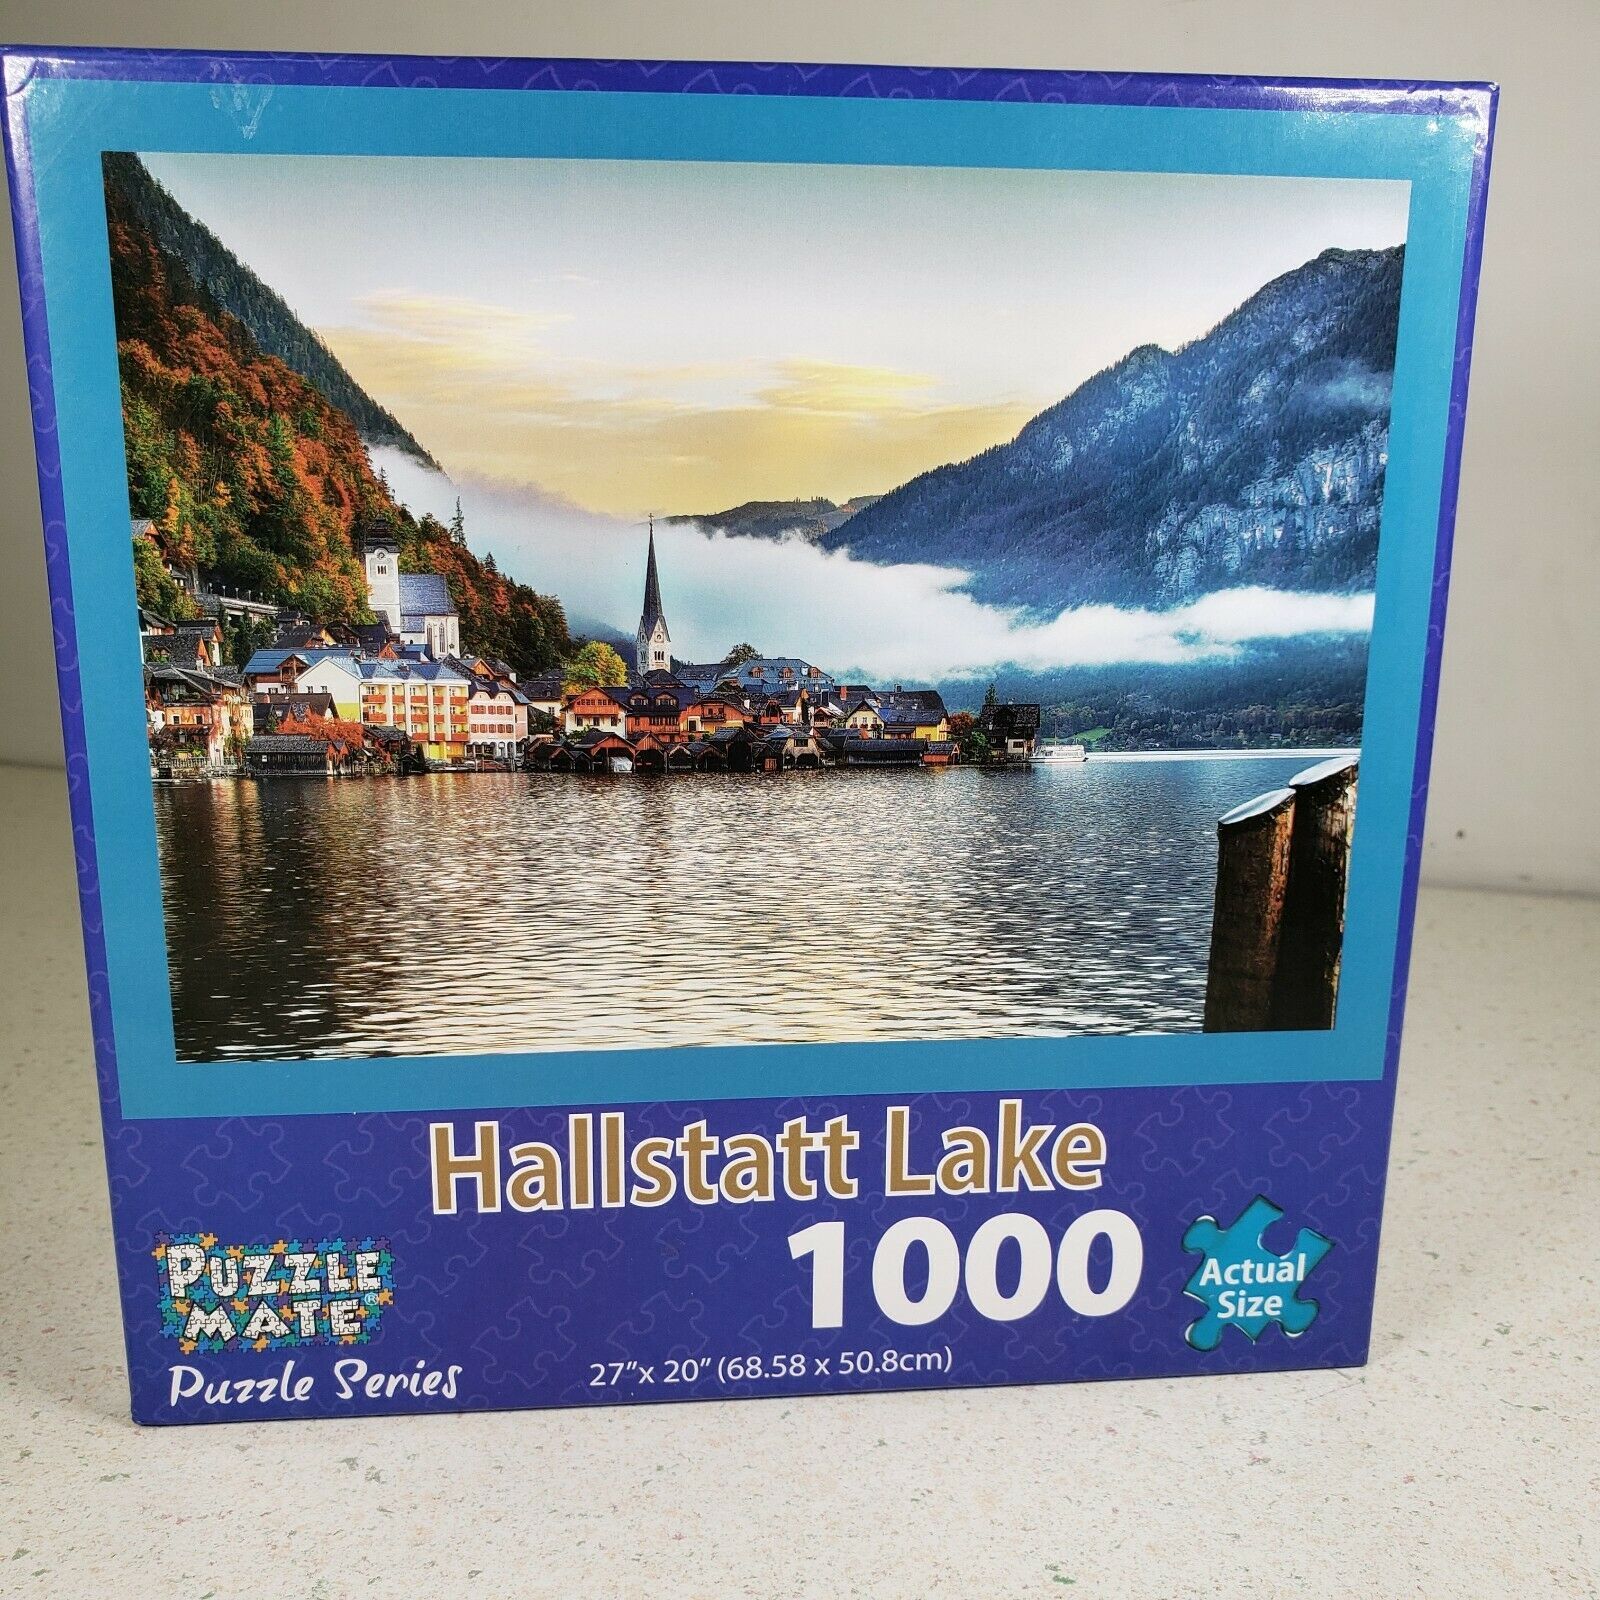 Hallstatt Lake
1000
Actual
Size
PUZZLE
MATE®
Puzzle Series
27"x 20" (68.58 x 50.8cm)